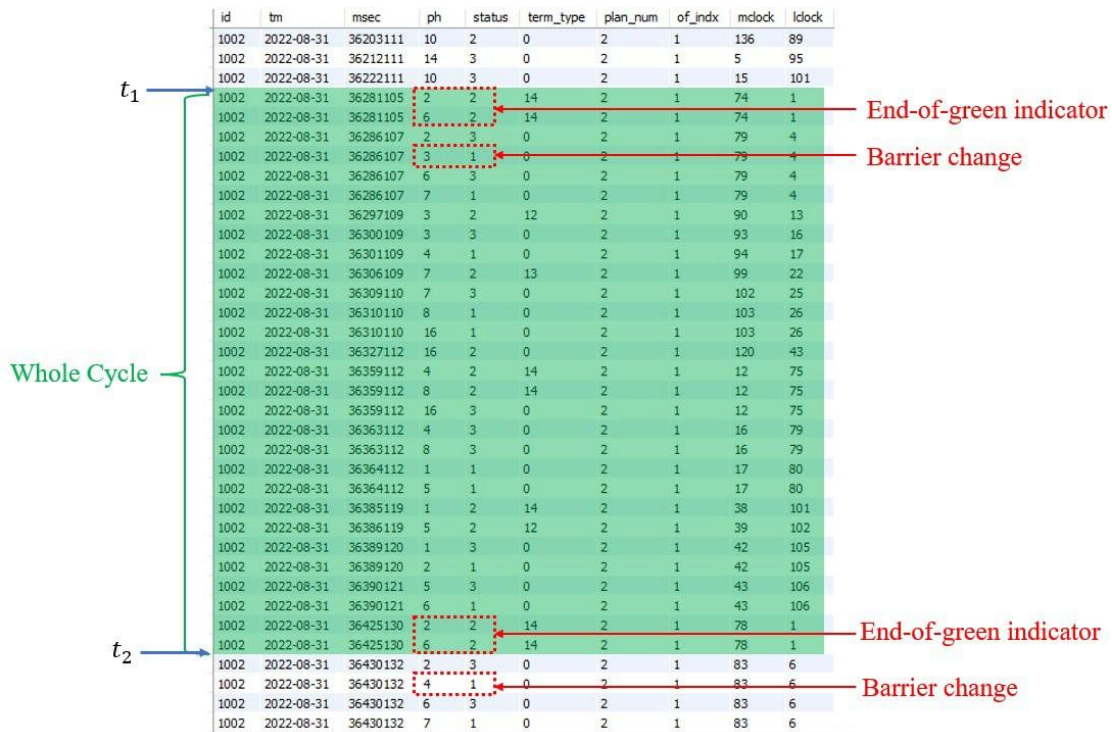 id tm msec ph status term_type plan_num of_indx mclock lclock
1002 2022-08-31 36203111 10 2 0 2 1 136 89
1002 2022-08-31 36212111 14 3 0 2 1 5 95
1002 2022-08-31 36222111 10 3 0 2 1 15 101
t1
1002 2022-08-31 36281105 2 2 14 2 1 74 1
End-of-green indicator
1002 2022-08-31 36281105 6 2 14 2 1 74 1
1002 2022-08-31 36286107 2 3 0 2 1 79 4
1002 2022-08-31 36286107 3 1 0 2 1 79 4
Barrier change
1002 2022-08-31 36286107 6 3 0 2 1 79 4
1002 2022-08-31 36286107 7 1 0 2 1 79 4
1002 2022-08-31 36297109 3 2 12 2 1 90 13
1002 2022-08-31 36300109 3 3 0 2 1 93 16
1002 2022-08-31 36301109 4 1 0 2 1 94 17
1002 2022-08-31 36306109 7 2 13 2 1 99 22
1002 2022-08-31 36309110 7 3 0 2 1 102 25
1002 2022-08-31 36310110 8 1 0 2 1 103 26
1002 2022-08-31 36310110 16 1 0 2 1 103 26
1002 2022-08-31 36327112 16 2 0 2 1 120 43
Whole Cycle
1002 2022-08-31 36359112 4 2 14 2 1 12 75
1002 2022-08-31 36359112 8 2 14 2 1 12 75
1002 2022-08-31 36359112 16 3 0 2 1 12 75
1002 2022-08-31 36363112 4 3 0 2 1 16 79
1002 2022-08-31 36363112 8 3 0 2 1 16 79
1002 2022-08-31 36364112 1 1 0 2 1 17 80
1002 2022-08-31 36364112 5 1 0 2 1 17 80
1002 2022-08-31 36385119 1 2 14 2 1 38 101
1002 2022-08-31 36386119 5 2 12 2 1 39 102
1002 2022-08-31 36389120 1 3 0 2 1 42 105
1002 2022-08-31 36389120 2 1 0 2 1 42 105
1002 2022-08-31 36390121 5 3 0 2 1 43 106
1002 2022-08-31 36390121 6 1 0 2 1 43 106
1002 2022-08-31 36425130 2 2 14 2 1 78 1
End-of-green indicator
1002 2022-08-31 36425130 6 2 14 2 1 78 1
t2
1002 2022-08-31 36430132 2 3 0 2 1 83 6
1002 2022-08-31 36430132 4 1 0 2 1 83 6
Barrier change
1002 2022-08-31 36430132 6 3 0 2 1 83 6
1002 2022-08-31 36430132 7 1 0 2 1 83 6